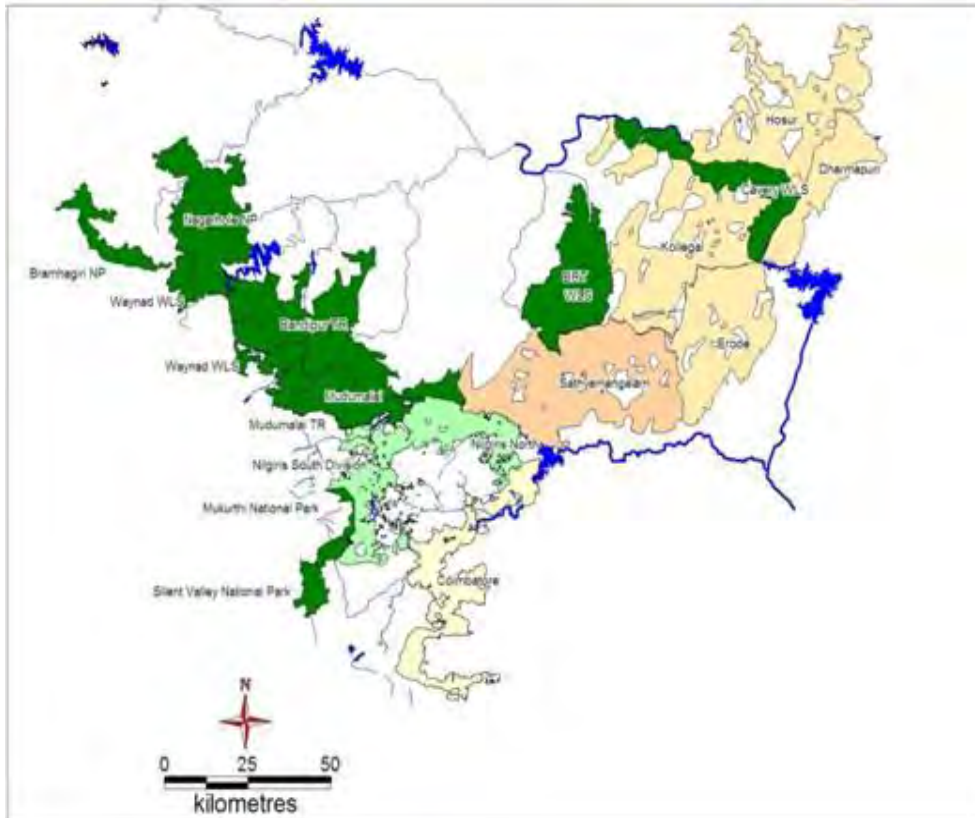 Hosur
Dharmapuri
Cavery WLS
Nagarhole NP
Kollegal
Bramhagiri NP
BRT
WLS
Waynad WLS
Bandipur TR
Erode
Waynad WLS
Sathyamangalam
Mudumalai
Mudumalai TR
Nilgiris North
Nilgiris South Division
Mukurthi National Park
Coimbatore
Silent Valley National Park
N
0 25 50
kilometres